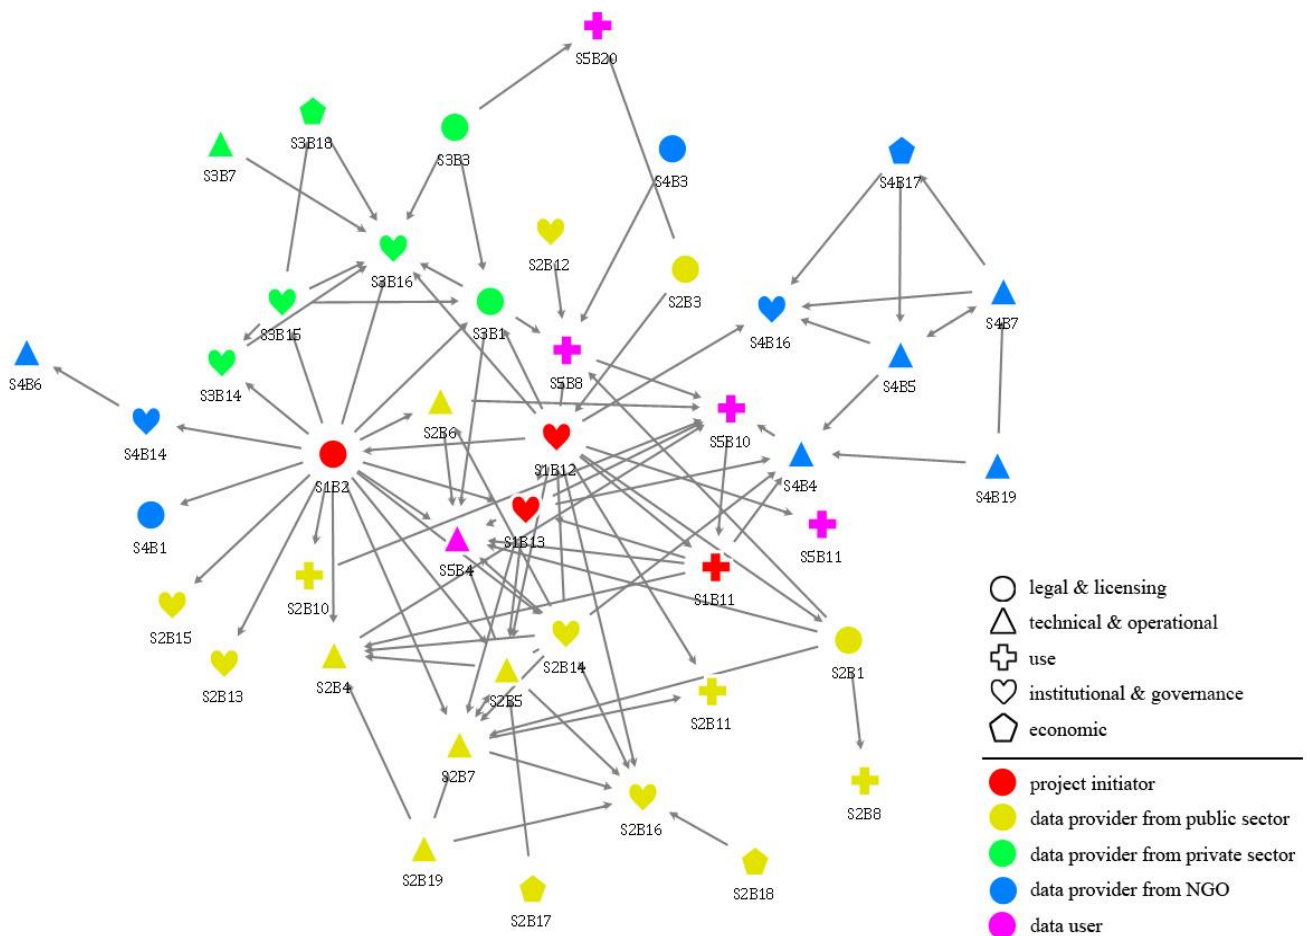 S5B20
S3B18
S3B3
S3B7
S4B3
S4B17
S2B12
S3B16
S2B3
S3B15
S3B1
S4B7
S4B16
S4B6
S3B14
S5B8
S4B5
S2B6
S5B10
S4B14
S1B12
S1B2
S4B4
S4B19
S4B1
S1B13
S5B11
S5B4
S1B11
S2B10
S2B15
S2B13
S2B4
S2B14
S2B1
S2B5
S2B11
S2B7
S2B8
S2B16
S2B19
S2B18
S2B17
legal & licensing
technical & operational
use
institutional & governance
economic
project initiator
data provider from public sector
data provider from private sector
data provider from NGO
data user